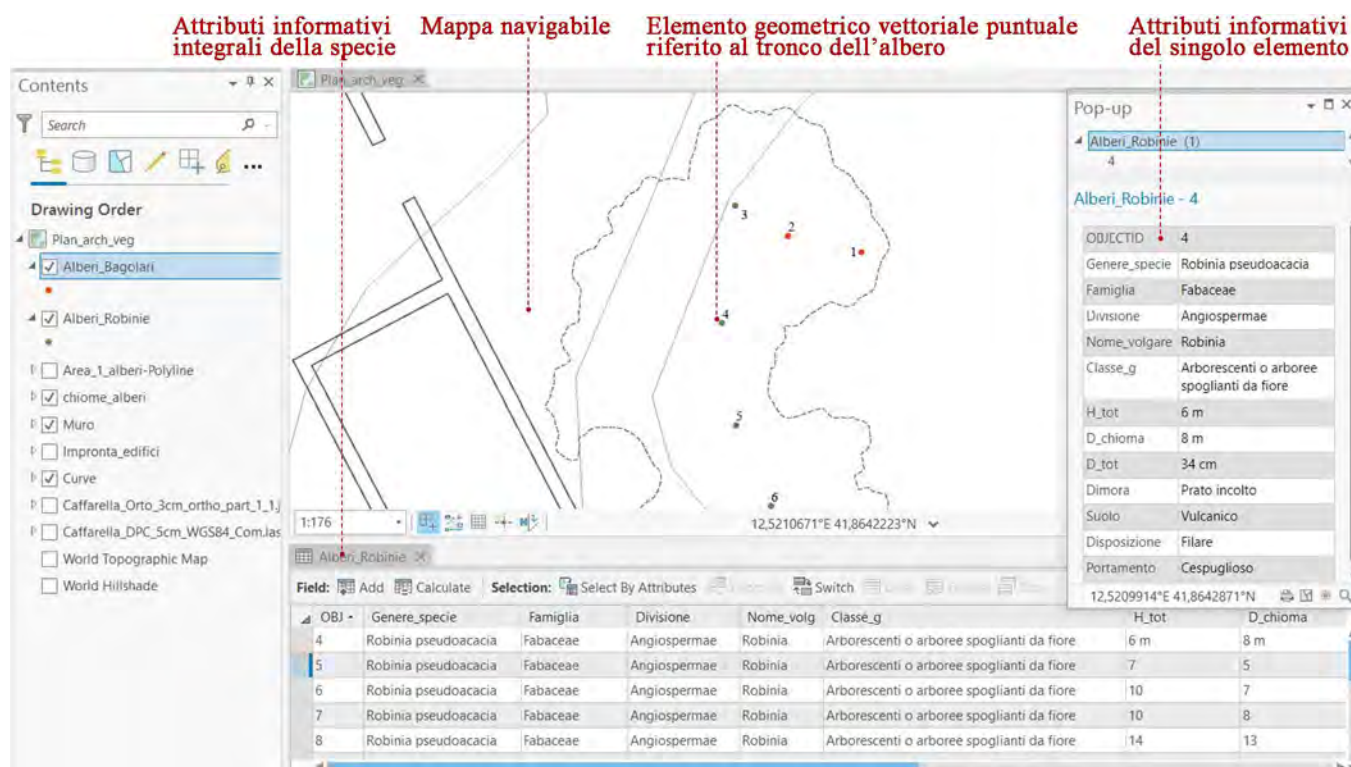 Attributi informativi
integrali della specie
Mappa navigabile
Elemento geometrico vettoriale puntuale
riferito al tronco dell'albero
Attributi informativi
del singolo elemento
Contents
Search
Drawing Order
Plan_arch_veg
Alberi_Bagolari
Alberi_Robinie
Area_1_alberi-Polyline
chiome_alberi
Muro
Impronta_edifici
Curve
Caffarella_Orto_3cm_ortho_part_1_1.j
Caffarella_DPC_5cm_WGS84_Com.las
World Topographic Map
World Hillshade
Plan_arch_veg
3
2
1
4
5
6
1:176
12,5210671°E 41,8642223°N
Pop-up
Alberi_Robinie (1)
4
Alberi_Robinie - 4
OBJECTID 4
Genere_specie Robinia pseudoacacia
Famiglia Fabaceae
Divisione Angiospermae
Nome_volgare Robinia
Classe_g Arborescenti o arboree
spoglianti da fiore
H_tot 6 m
D_chioma 8 m
D_tot 34 cm
Dimora Prato incolto
Suolo Vulcanico
Disposizione Filare
Portamento Cespuglioso
12,5209914°E 41,8642871°N
Alberi_Robinie
Field: Add Calculate Selection: Select By Attributes Switch
OBJ Genere_specie Famiglia Divisione Nome_volg Classe_g H_tot D_chioma
4 Robinia pseudoacacia Fabaceae Angiospermae Robinia Arborescenti o arboree spoglianti da fiore 6 m 8 m
5 Robinia pseudoacacia Fabaceae Angiospermae Robinia Arborescenti o arboree spoglianti da fiore 7 5
6 Robinia pseudoacacia Fabaceae Angiospermae Robinia Arborescenti o arboree spoglianti da fiore 10 7
7 Robinia pseudoacacia Fabaceae Angiospermae Robinia Arborescenti o arboree spoglianti da fiore 10 8
8 Robinia pseudoacacia Fabaceae Angiospermae Robinia Arborescenti o arboree spoglianti da fiore 14 13